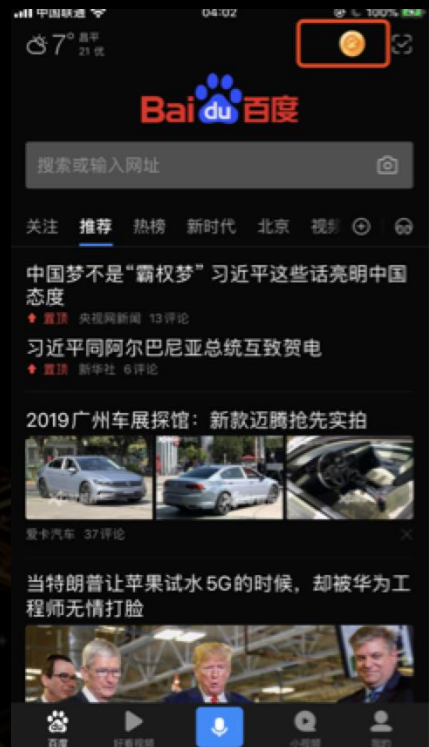 中国联通 04:02 100%
7° 昌平
21 优
Bai du 百度
搜索或输入网址
关注 推荐 热榜 新时代 北京 视频
中国梦不是“霸权梦”习近平这些话亮明中国
态度
置顶 央视网新闻 13评论
习近平同阿尔巴尼亚总统互致贺电
置顶 新华社 6评论
2019广州车展探馆：新款迈腾抢先实拍
爱卡汽车 37评论
当特朗普让苹果试水5G的时候，却被华为工
程师无情打脸
百度 好看视频 小视频 我的